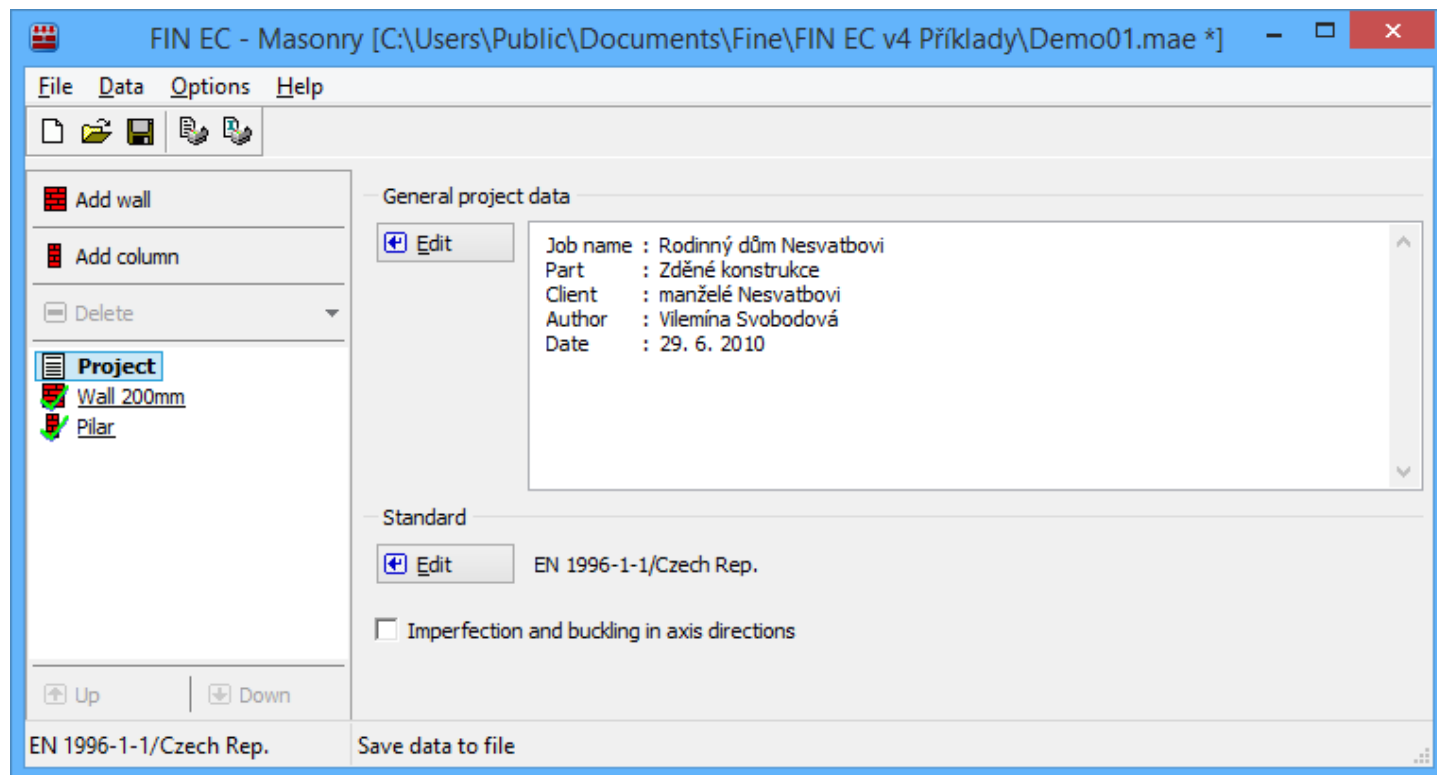 FIN EC - Masonry [C:\Users\Public\Documents\Fine\FIN EC v4 Příklady\Demo01.mae *]
File Data Options Help
Add wall
Add column
Delete
Project
Wall 200mm
Pilar
Up Down
General project data
Edit
Job name : Rodinný dům Nesvatbovi
Part : Zděné konstrukce
Client : manželé Nesvatbovi
Author : Vilemína Svobodová
Date : 29. 6. 2010
Standard
Edit EN 1996-1-1/Czech Rep.
Imperfection and buckling in axis directions
EN 1996-1-1/Czech Rep. Save data to file